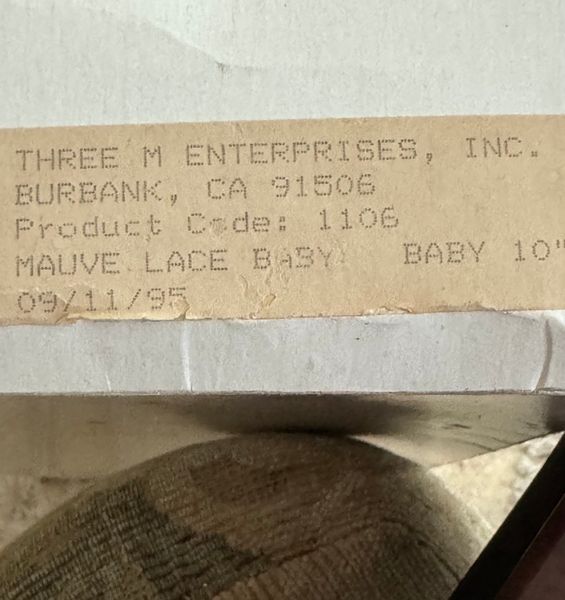 THREE M ENTERPRISES, INC.
BURBANK, CA 91506
Product Code: 1106
MAUVE LACE BABY BABY 10"
09/11/95